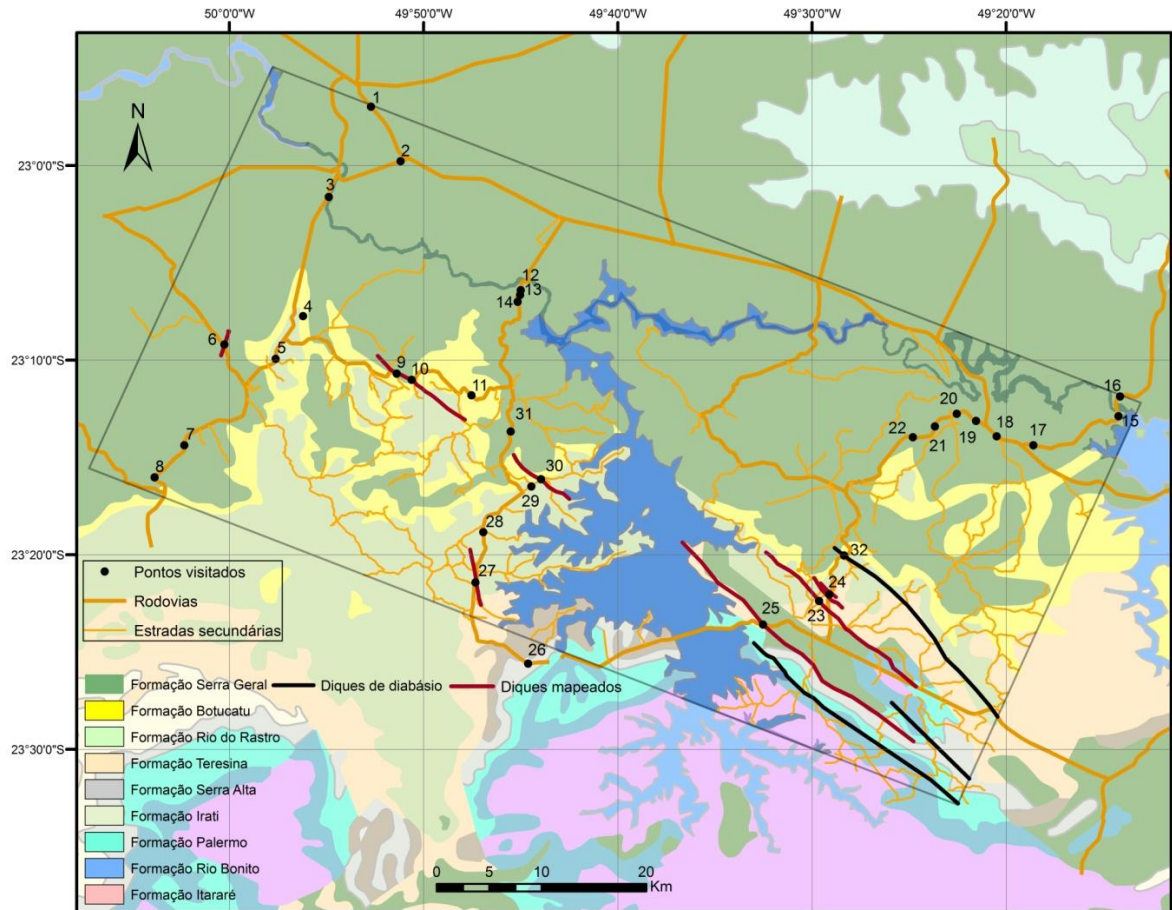 50°0'0"W
49°50'0"W
49°40'0"W
49°30'0"W
49°20'0"W
N
23°0'0"S
23°10'0"S
23°20'0"S
23°30'0"S
1
2
3
4
5
6
7
8
9
10
11
12
13
14
15
16
17
18
19
20
21
22
23
24
25
26
27
28
29
30
31
32
Pontos visitados
Rodovias
Estradas secundárias
Formação Serra Geral
Diques de diabásio
Diques mapeados
Formação Botucatu
Formação Rio do Rastro
Formação Teresina
Formação Serra Alta
Formação Irati
Formação Palermo
Formação Rio Bonito
Formação Itararé
0 5 10 20
Km